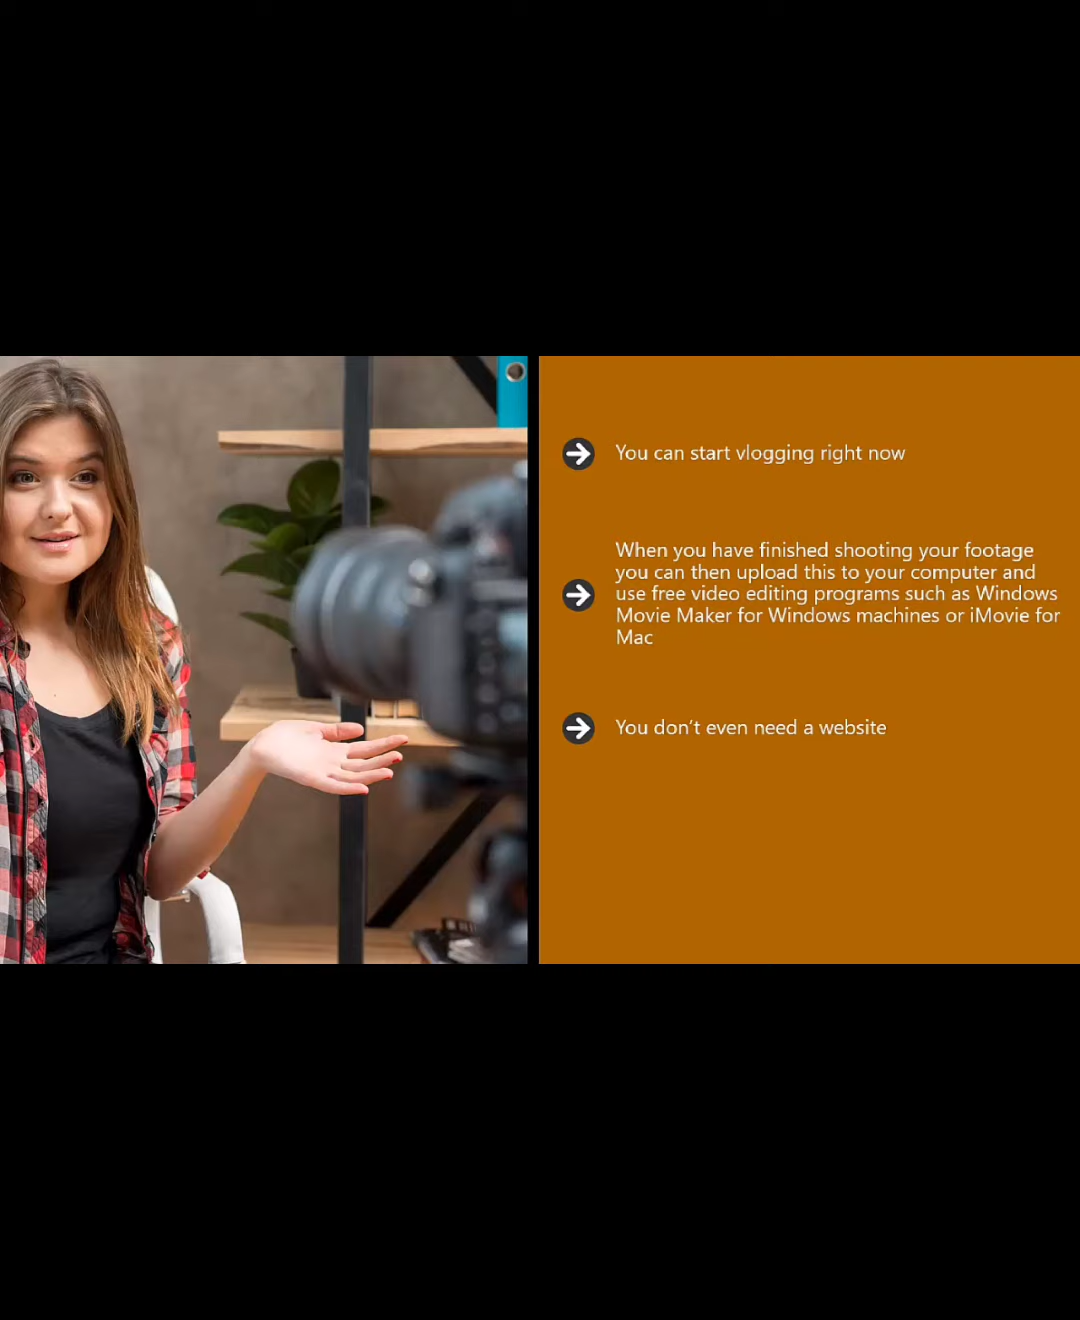 You can start vlogging right now
When you have finished shooting your footage
you can then upload this to your computer and
use free video editing programs such as Windows
Movie Maker for Windows machines or iMovie for
Mac
You don’t even need a website